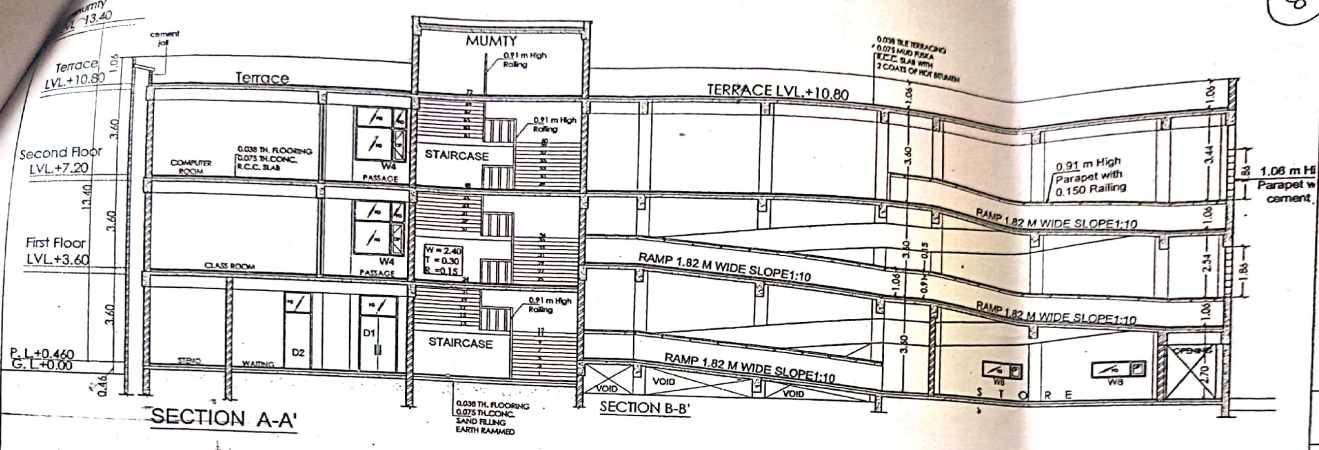 13.40
cement
jali
Terrace
LVL.+10.80
1.06
Terrace
MUMTY
0.91 m High
Railing
0.038 TILE TERRACING
0.075 MUD FUSKA
R.C.C. SLAB WITH
2 COATS OF HOT BITUMEN
TERRACE LVL.+10.80
1.06
1.06
3.60
0.91 m High
Railing
Second Floor
LVL.+7.20
COMPUTER
ROOM
0.038 TH. FLOORING
0.075 TH.CONC.
R.C.C. SLAB
W4
PASSAGE
STAIRCASE
3.60
3.44
0.91 m High
Parapet with
0.150 Railing
1.86
1.06 m Hi
Parapet w
cement
13.40
3.60
RAMP 1.82 M WIDE SLOPE1:10
1.06
First Floor
LVL.+3.60
CLASS ROOM
W4
PASSAGE
W = 2.40
T = 0.30
R =0.15
RAMP 1.82 M WIDE SLOPE1:10
3.60
1.06
2.54
1.86
3.60
0.91 m High
Railing
RAMP 1.82 M WIDE SLOPE1:10
1.06
P. L+0.460
G. L+0.00
WAITING
D2
D1
STAIRCASE
RAMP 1.82 M WIDE SLOPE1:10
3.60
OPENING
2.70
W8
W8
0.46
VOID
VOID
VOID
S T O R E
SECTION A-A'
0.038 TH. FLOORING
0.075 TH.CONC.
SAND FILLING
EARTH RAMMED
SECTION B-B'